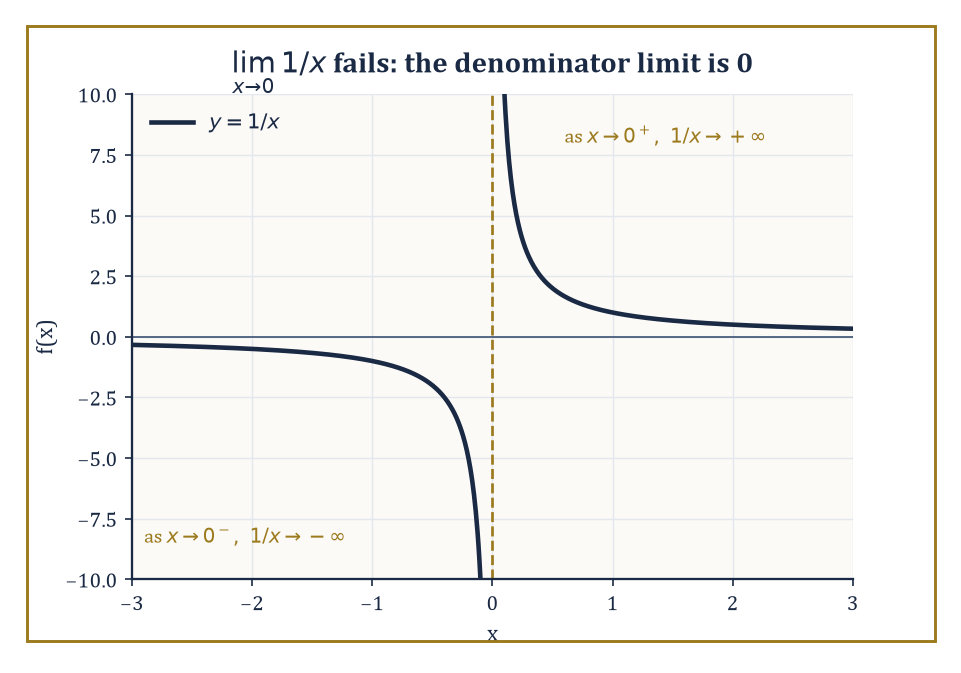 lim 1/x fails: the denominator limit is 0
x→0
10.0
y = 1/x
as x → 0⁺, 1/x → + ∞
7.5
5.0
2.5
0.0
f(x)
−2.5
−5.0
−7.5
as x → 0⁻, 1/x → − ∞
−10.0
−3 −2 −1 0 1 2 3
x